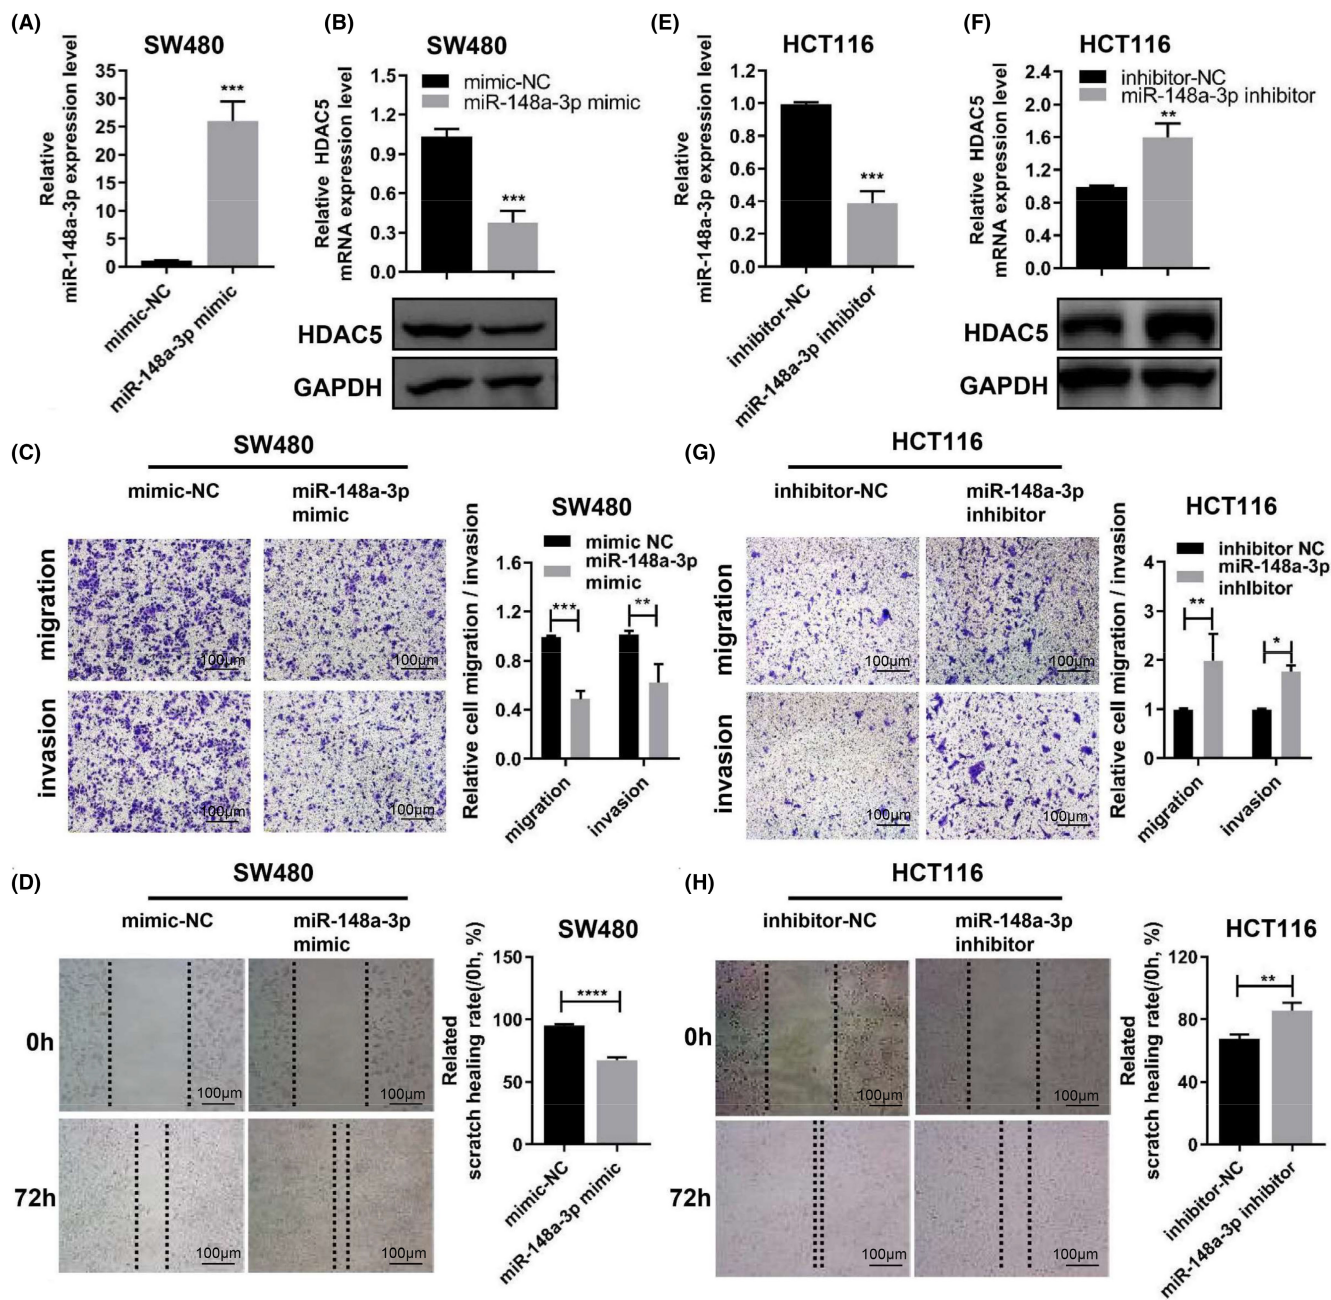 (A)
SW480
Relative
miR-148a-3p expression level
35
30
25
20
15
10
5
0
***
mimic-NC
miR-148a-3p mimic
(B)
SW480
Relative HDAC5
mRNA expression level
1.5
1.2
0.9
0.6
0.3
0.0
mimic-NC
miR-148a-3p mimic
***
HDAC5
GAPDH
(E)
HCT116
Relative
miR-148a-3p expression level
1.2
1.0
0.8
0.6
0.4
0.2
0.0
***
inhibitor-NC
miR-148a-3p inhibitor
(F)
HCT116
Relative HDAC5
mRNA expression level
2.4
2.0
1.6
1.2
0.8
0.4
0.0
inhibitor-NC
miR-148a-3p inhibitor
**
HDAC5
GAPDH
(C)
SW480
mimic-NC
miR-148a-3p
mimic
migration
100μm
100μm
invasion
100μm
100μm
SW480
Relative cell migration / invasion
1.6
1.2
0.8
0.4
0.0
mimic NC
miR-148a-3p
mimic
***
**
migration
invasion
(G)
HCT116
inhibitor-NC
miR-148a-3p
inhibitor
migration
100μm
100μm
invasion
100μm
100μm
HCT116
Relative cell migration / invasion
4
3
2
1
0
inhibitor NC
miR-148a-3p
inhIbitor
**
*
migration
invasion
(D)
SW480
mimic-NC
miR-148a-3p
mimic
0h
100μm
100μm
72h
100μm
100μm
SW480
Related
scratch healing rate(/0h, %)
150
100
50
0
****
mimic-NC
miR-148a-3p mimic
(H)
HCT116
inhibitor-NC
miR-148a-3p
inhibitor
0h
100μm
100μm
72h
100μm
100μm
HCT116
Related
scratch healing rate(/0h, %)
120
80
40
0
**
inhibitor-NC
miR-148a-3p inhibitor